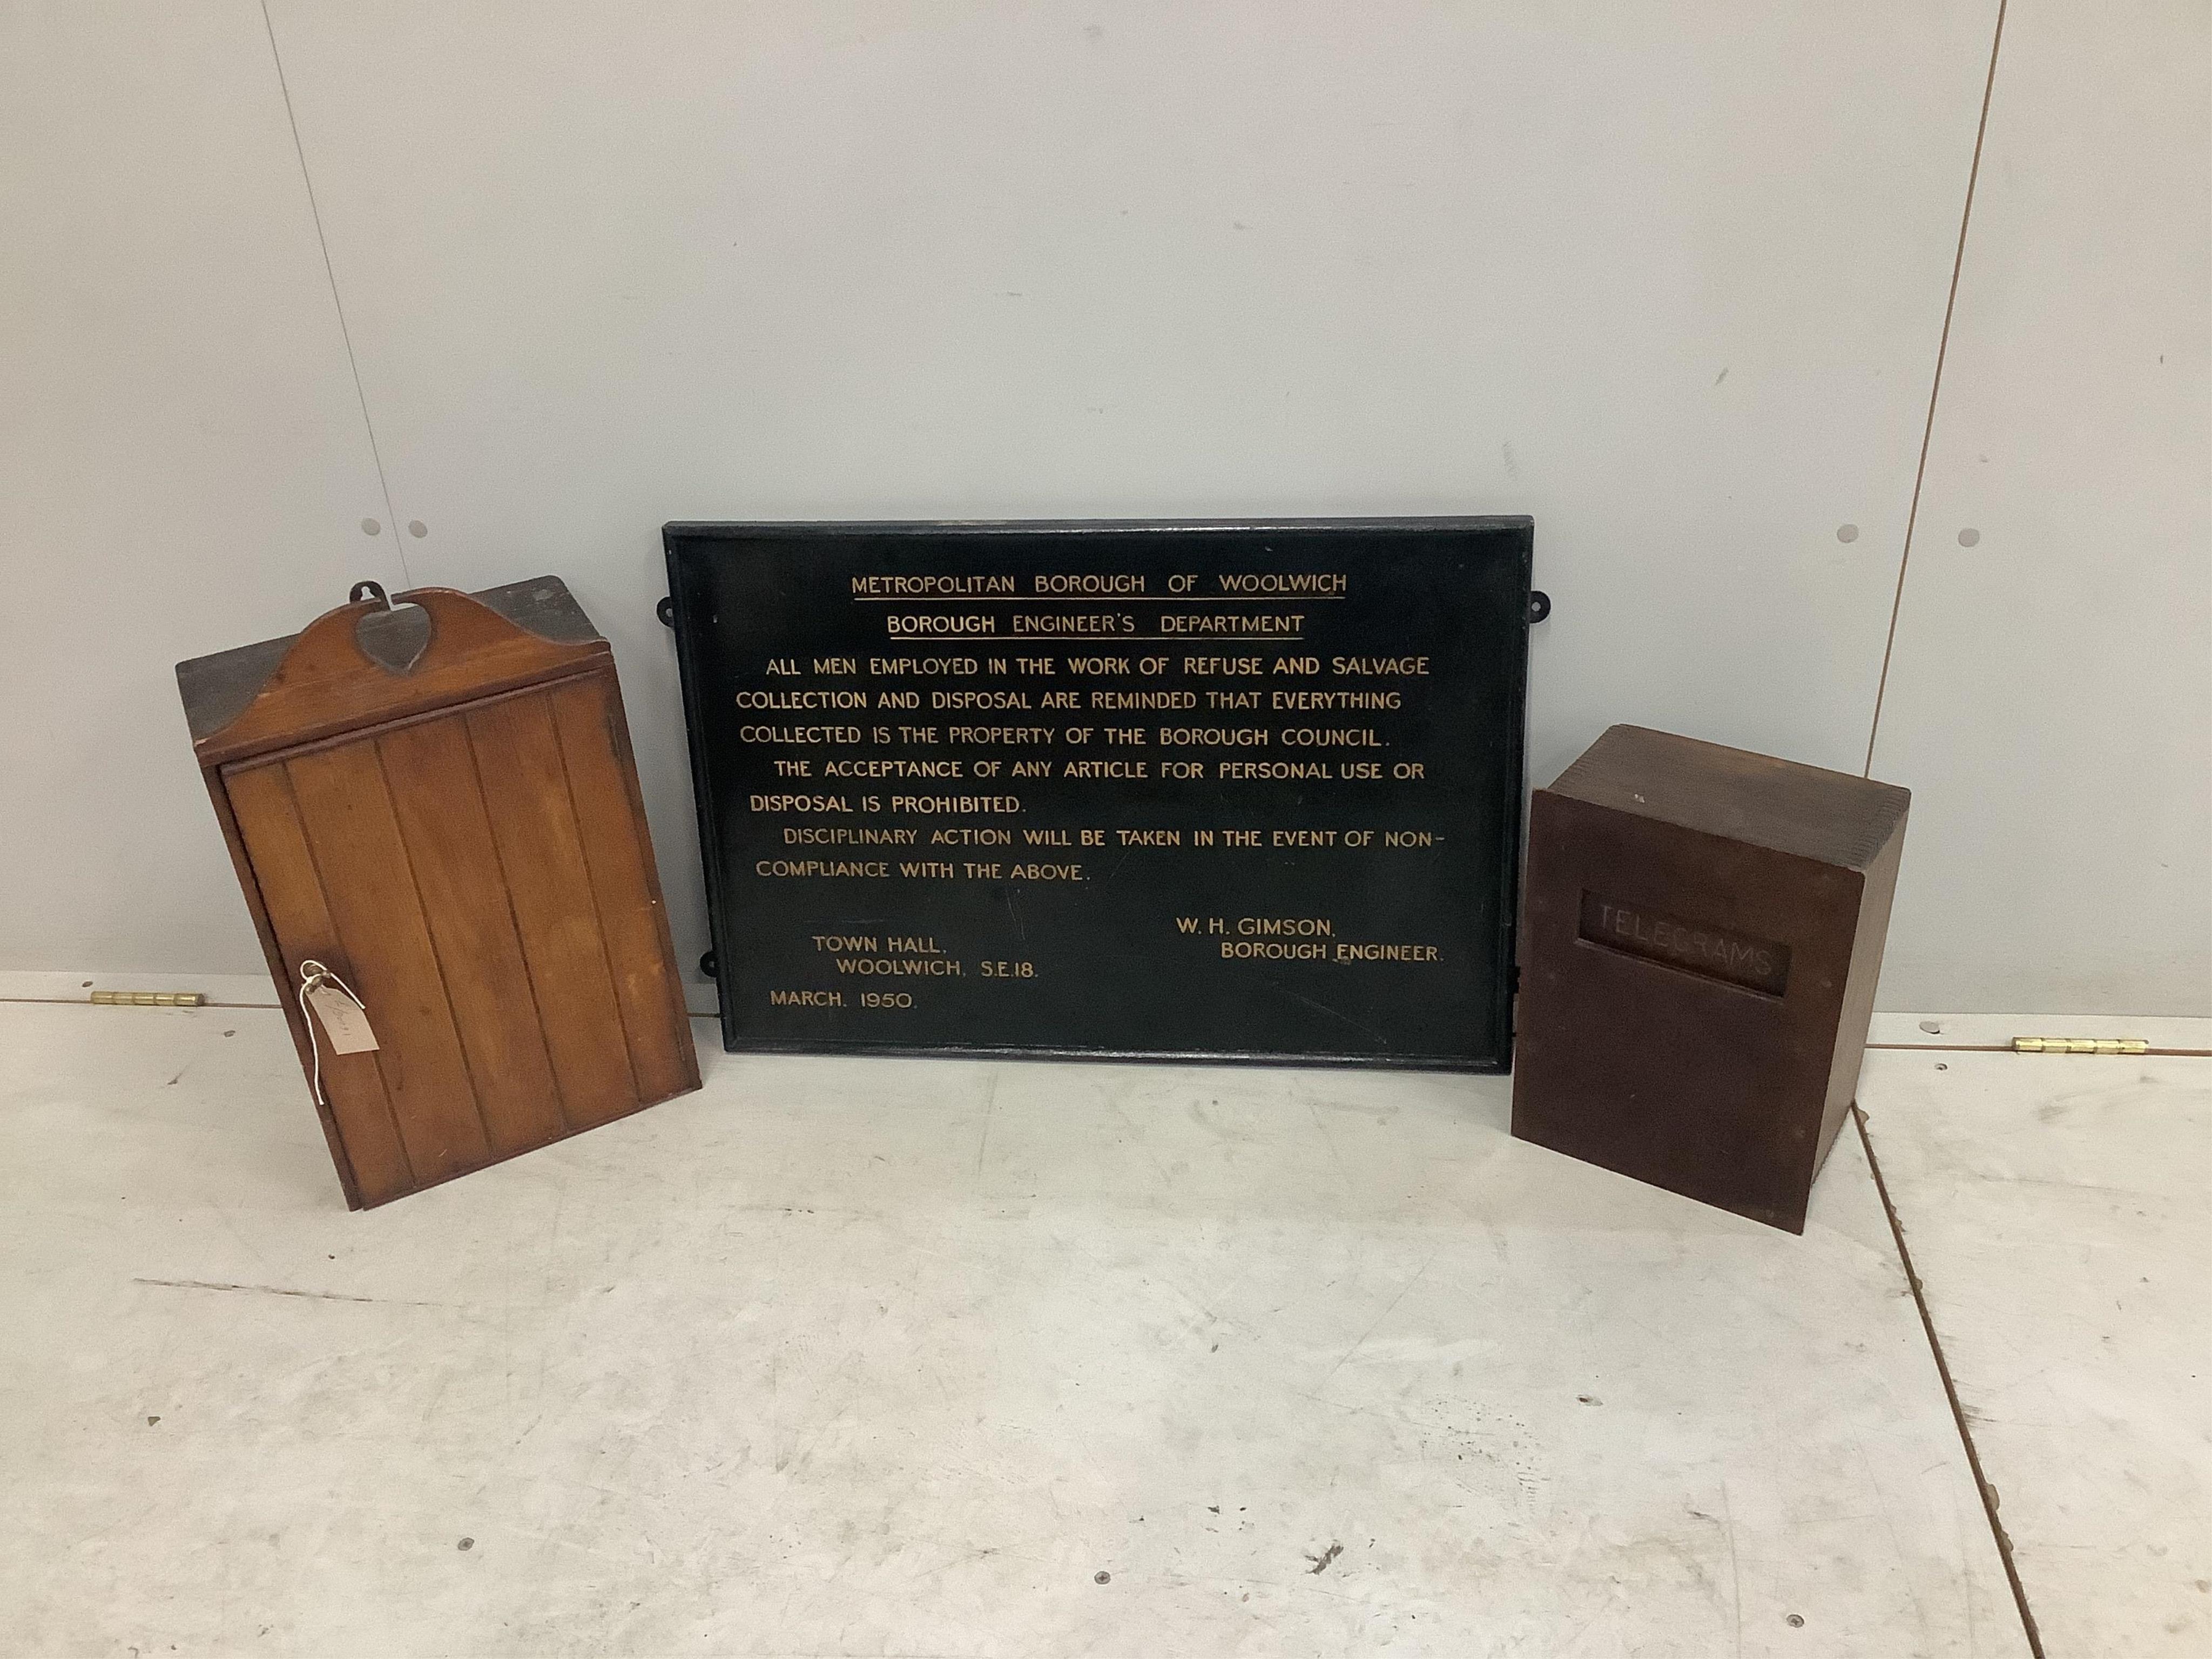 METROPOLITAN BOROUGH OF WOOLWICH
BOROUGH ENGINEER'S DEPARTMENT
ALL MEN EMPLOYED IN THE WORK OF REFUSE AND SALVAGE
COLLECTION AND DISPOSAL ARE REMINDED THAT EVERYTHING
COLLECTED IS THE PROPERTY OF THE BOROUGH COUNCIL.
THE ACCEPTANCE OF ANY ARTICLE FOR PERSONAL USE OR
DISPOSAL IS PROHIBITED.
DISCIPLINARY ACTION WILL BE TAKEN IN THE EVENT OF NON-
COMPLIANCE WITH THE ABOVE.
W. H. GIMSON,
BOROUGH ENGINEER.
TOWN HALL,
WOOLWICH, S.E.18.
MARCH. 1950.
TELEGRAMS